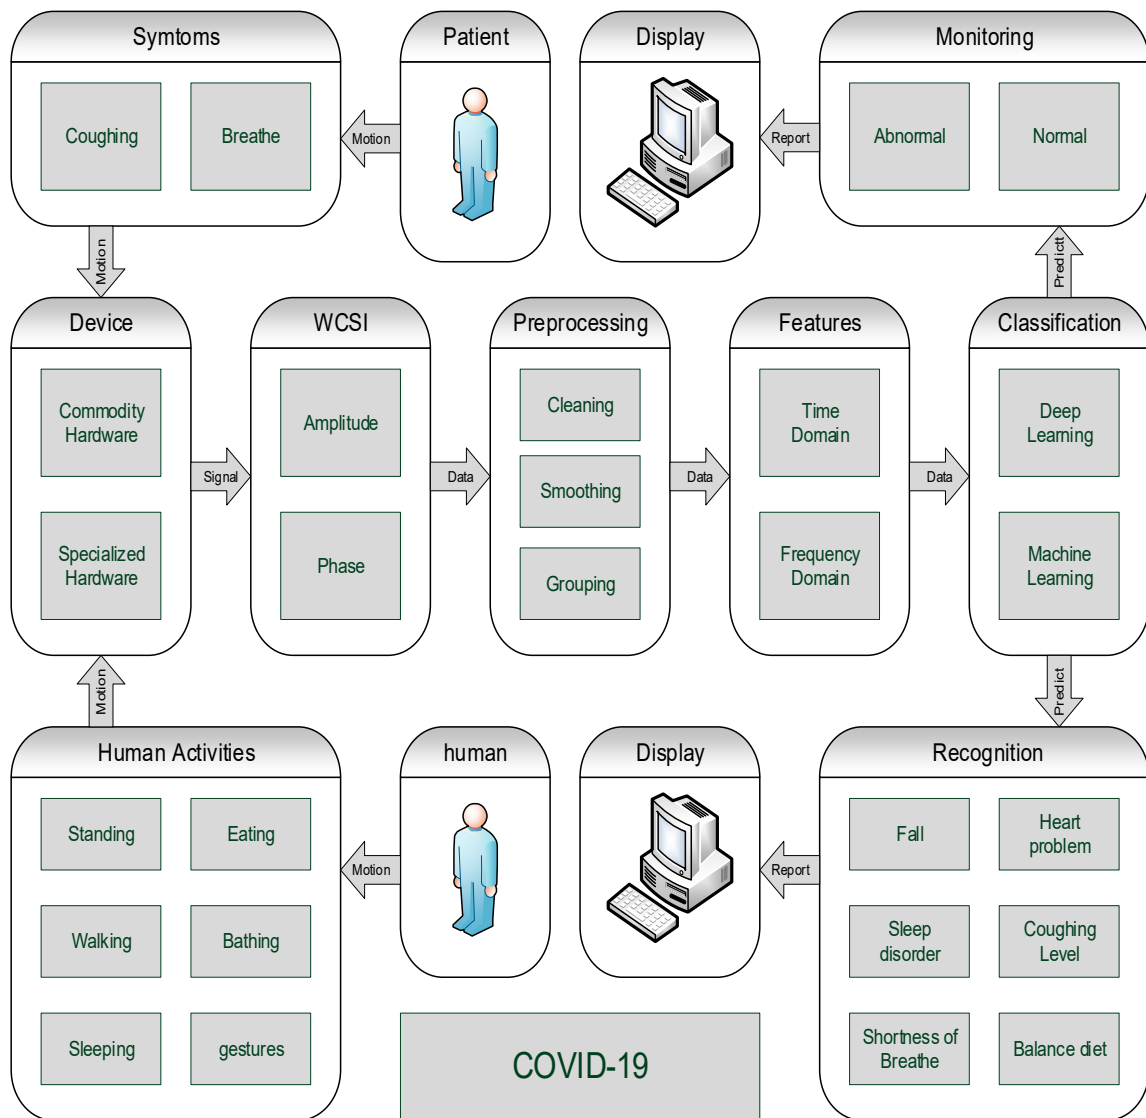 Symtoms
Coughing
Breathe
Motion
Patient
Display
Report
Monitoring
Abnormal
Normal
Motion
Predictt
Device
Commodity
Hardware
Specialized
Hardware
Signal
WCSI
Amplitude
Phase
Data
Preprocessing
Cleaning
Smoothing
Grouping
Data
Features
Time
Domain
Frequency
Domain
Data
Classification
Deep
Learning
Machine
Learning
Motion
Predict
Human Activities
Standing
Eating
Walking
Bathing
Sleeping
gestures
Motion
human
Display
Report
Recognition
Fall
Heart
problem
Sleep
disorder
Coughing
Level
Shortness of
Breathe
Balance diet
COVID-19